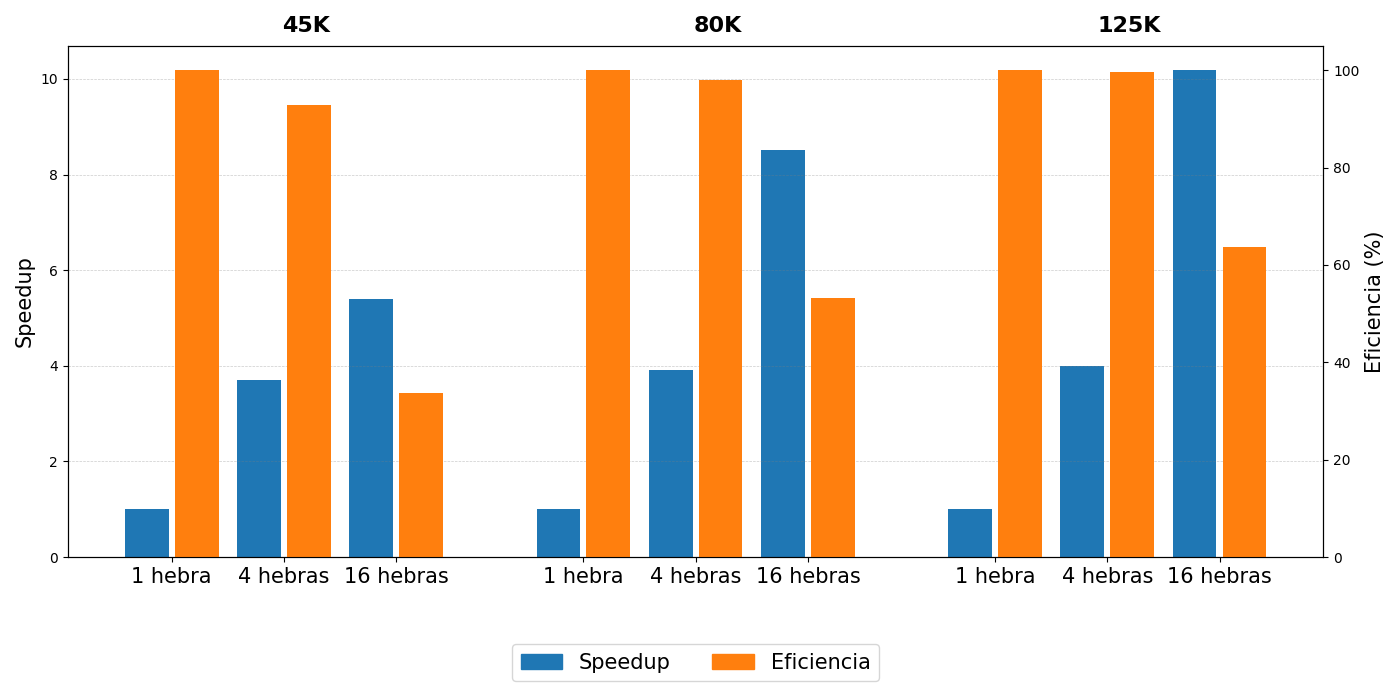 45K 80K 125K
Speedup
10
8
6
4
2
0
100
80
60
40
20
0
Eficiencia (%)
1 hebra 4 hebras 16 hebras 1 hebra 4 hebras 16 hebras 1 hebra 4 hebras 16 hebras
Speedup Eficiencia